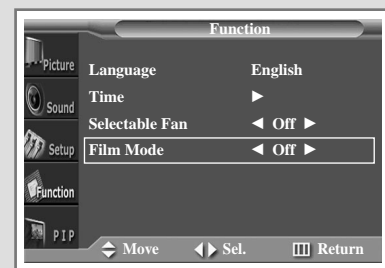 Function
Picture
Sound
Setup
Function
PIP
Language English
Time ►
Selectable Fan ◄ Off ►
Film Mode ◄ Off ►
Move Sel. Return